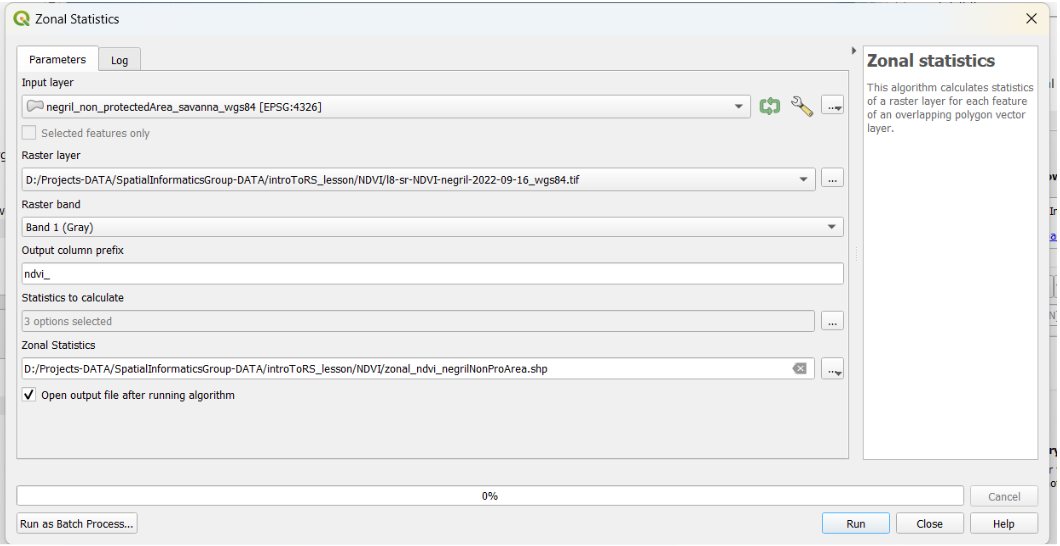 Zonal Statistics
Parameters
Log
Input layer
negril_non_protectedArea_savanna_wgs84 [EPSG:4326]
...
Selected features only
Raster layer
D:/Projects-DATA/SpatialInformaticsGroup-DATA/introToRS_lesson/NDVI/l8-sr-NDVI-negril-2022-09-16_wgs84.tif
...
Raster band
Band 1 (Gray)
Output column prefix
ndvi_
Statistics to calculate
3 options selected
...
Zonal Statistics
D:/Projects-DATA/SpatialInformaticsGroup-DATA/introToRS_lesson/NDVI/zonal_ndvi_negrilNonProArea.shp
...
Open output file after running algorithm
Zonal statistics
This algorithm calculates statistics
of a raster layer for each feature
of an overlapping polygon vector
layer.
0%
Cancel
Run as Batch Process...
Run
Close
Help